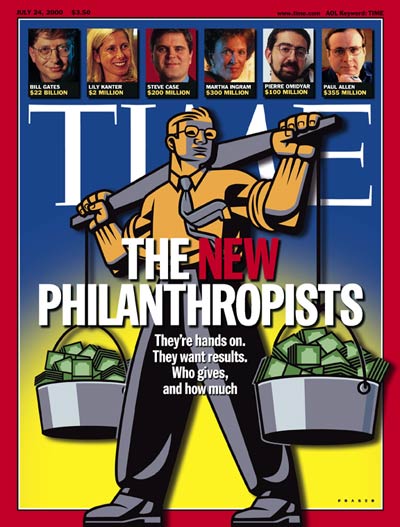 JULY 24, 2000 $3.50 www.time.com AOL Keyword: TIME
BILL GATES
$22 BILLION
LILY KANTER
$2 MILLION
STEVE CASE
$200 MILLION
MARTHA INGRAM
$300 MILLION
PIERRE OMIDYAR
$100 MILLION
PAUL ALLEN
$355 MILLION
TIME
THE NEW
PHILANTHROPISTS
They're hands on.
They want results.
Who gives,
and how much
FRASER